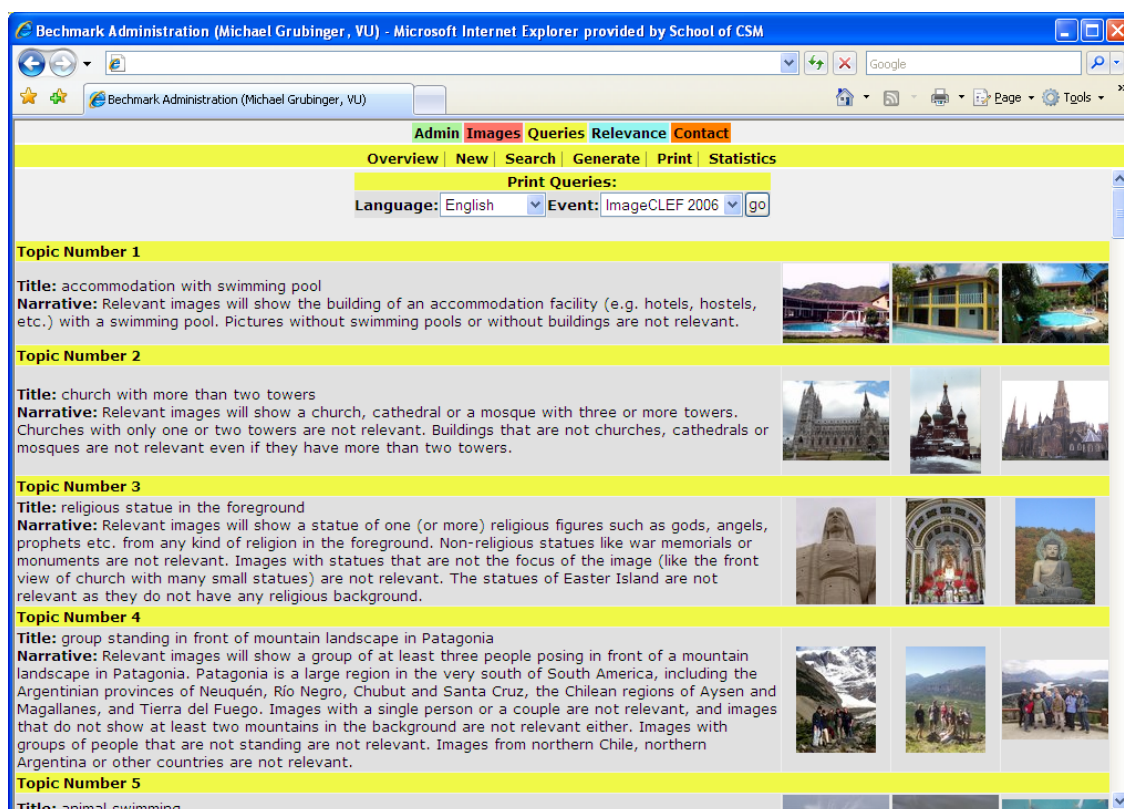 Bechmark Administration (Michael Grubinger, VU) - Microsoft Internet Explorer provided by School of CSM
Google
Bechmark Administration (Michael Grubinger, VU)
Page Tools
Admin Images Queries Relevance Contact
Overview | New | Search | Generate | Print | Statistics
Print Queries:
Language: English Event: ImageCLEF 2006 go
Topic Number 1
Title: accommodation with swimming pool
Narrative: Relevant images will show the building of an accommodation facility (e.g. hotels, hostels,
etc.) with a swimming pool. Pictures without swimming pools or without buildings are not relevant.
Topic Number 2
Title: church with more than two towers
Narrative: Relevant images will show a church, cathedral or a mosque with three or more towers.
Churches with only one or two towers are not relevant. Buildings that are not churches, cathedrals or
mosques are not relevant even if they have more than two towers.
Topic Number 3
Title: religious statue in the foreground
Narrative: Relevant images will show a statue of one (or more) religious figures such as gods, angels,
prophets etc. from any kind of religion in the foreground. Non-religious statues like war memorials or
monuments are not relevant. Images with statues that are not the focus of the image (like the front
view of church with many small statues) are not relevant. The statues of Easter Island are not
relevant as they do not have any religious background.
Topic Number 4
Title: group standing in front of mountain landscape in Patagonia
Narrative: Relevant images will show a group of at least three people posing in front of a mountain
landscape in Patagonia. Patagonia is a large region in the very south of South America, including the
Argentinian provinces of Neuquén, Río Negro, Chubut and Santa Cruz, the Chilean regions of Aysen and
Magallanes, and Tierra del Fuego. Images with a single person or a couple are not relevant, and images
that do not show at least two mountains in the background are not relevant either. Images with
groups of people that are not standing are not relevant. Images from northern Chile, northern
Argentina or other countries are not relevant.
Topic Number 5
Title: animal swimming